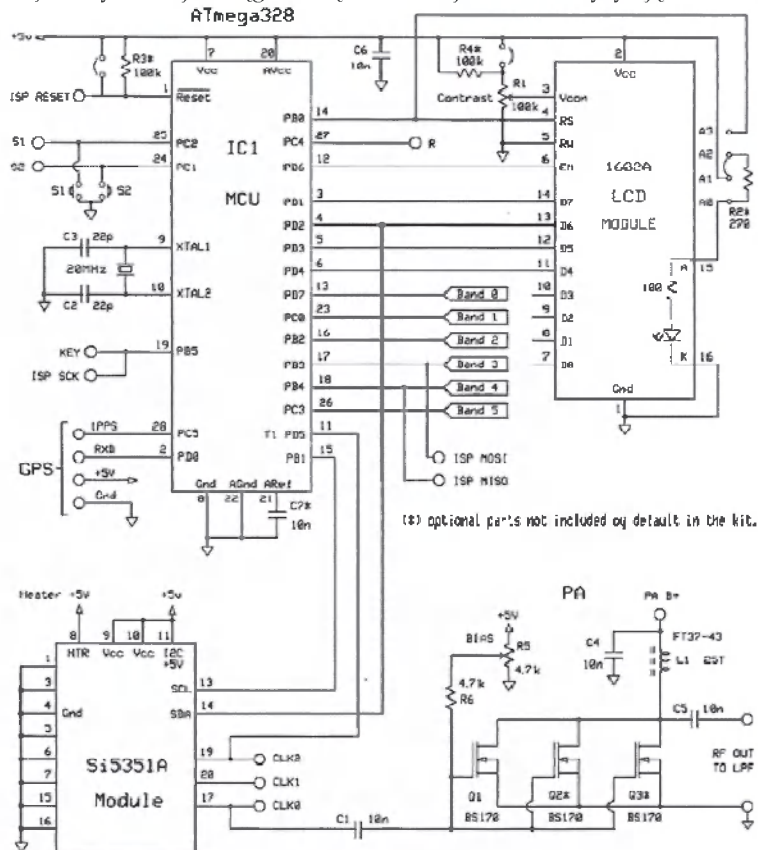 ATmega328
+5v
7
20
Vcc
AVcc
R3*
100k
C6
10n
R4*
100k
2
Vcc
ISP RESET
1
Reset
R1
100k
Contrast
3
Vcon
PB0
14
4
RS
S1
25
PC2
IC1
PC4
27
R
5
RW
24
PC1
PD6
12
6
En
1602A
A3
A2
A1
A0
S1
S2
MCU
PD1
3
14
D7
LCD
MODULE
R2*
270
PD2
4
13
D6
C3
22p
9
XTAL1
PD3
5
12
D5
20MHz
PD4
6
11
D4
A
15
C2
22p
10
XTAL2
PD7
13
Band 0
10
D3
100
PC0
23
Band 1
9
D2
PB2
16
Band 2
8
D1
KEY
19
PB5
17
Band 3
7
D0
K
16
ISP SCK
PB4
18
Band 4
PC3
26
Band 5
Gnd
1
1PPS
28
PC5
T1 PD5
11
GPS
RXD
2
PD0
PB1
15
ISP MOSI
+5V
ISP MISO
Gnd
Gnd
AGnd
ARef
8
22
21
C7*
10n
(*) optional parts not included by default in the kit.
Heater
+5v
+5v
PA
PA B+
8
9
10
11
HTR
Vcc
Vcc
I2C
+5V
+5V
BIAS
R5
4.7k
C4
10n
FT37-43
L1
25T
1
3
4
Gnd
SCL
13
4.7k
R6
SDA
14
C5
10n
5
6
Si5351A
19
7
Module
20
CLK1
15
17
CLK0
16
RF OUT
TO LPF
Q1
Q2*
Q3*
C1
10n
BS170
BS170
BS170